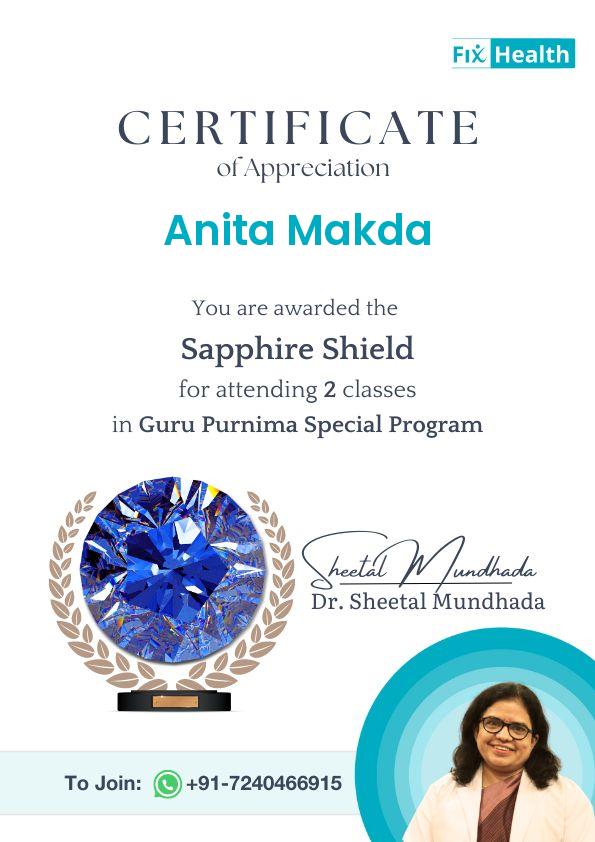 Fix Health
CERTIFICATE
of Appreciation
Anita Makda
You are awarded the
Sapphire Shield
for attending 2 classes
in Guru Purnima Special Program
Sheetal Mundhada
Dr. Sheetal Mundhada
To Join: +91-7240466915